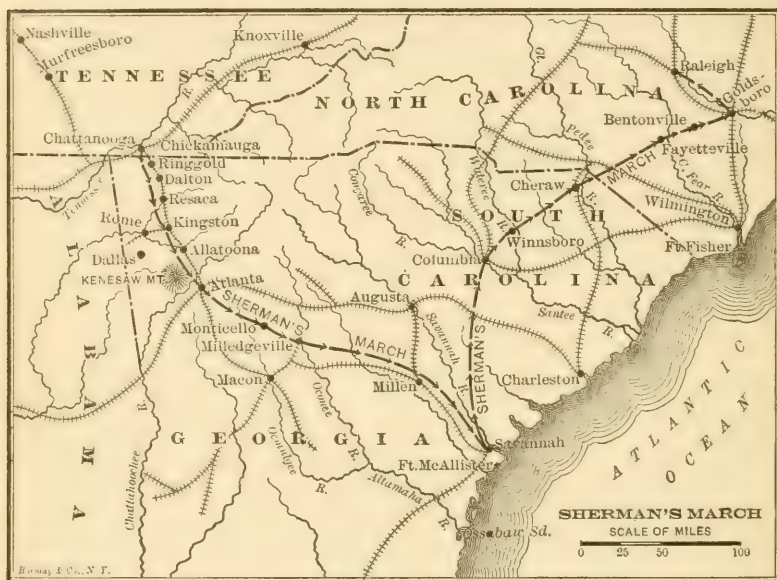 Nashville
Murfreesboro
Knoxville
TENNESSEE
R.
NORTH CAROLINA
Gt.
Pedee
R.
Raleigh
Goldsboro
Bentonville
Fayetteville
C. Fear R.
MARCH
Chattanooga
Chickamauga
Ringgold
Dalton
Resaca
Rome
Kingston
Dallas
Allatoona
KENESAW MT.
Atlanta
ALABAMA
Congaree
R.
Wateree
R.
Cheraw
SOUTH
CAROLINA
Winnsboro
Columbia
Wilmington
Ft. Fisher
SHERMAN'S
MARCH
Monticello
Milledgeville
Augusta
Savannah
R.
SHERMAN'S
Santee
R.
Charleston
Macon
Millen
Oconee
R.
Ocmulgee
R.
GEORGIA
Chattahoochee
R.
Altamaha
R.
Savannah
Ft. McAllister
Ossabaw Sd.
ATLANTIC
OCEAN
SHERMAN'S MARCH
SCALE OF MILES
0 25 50 100